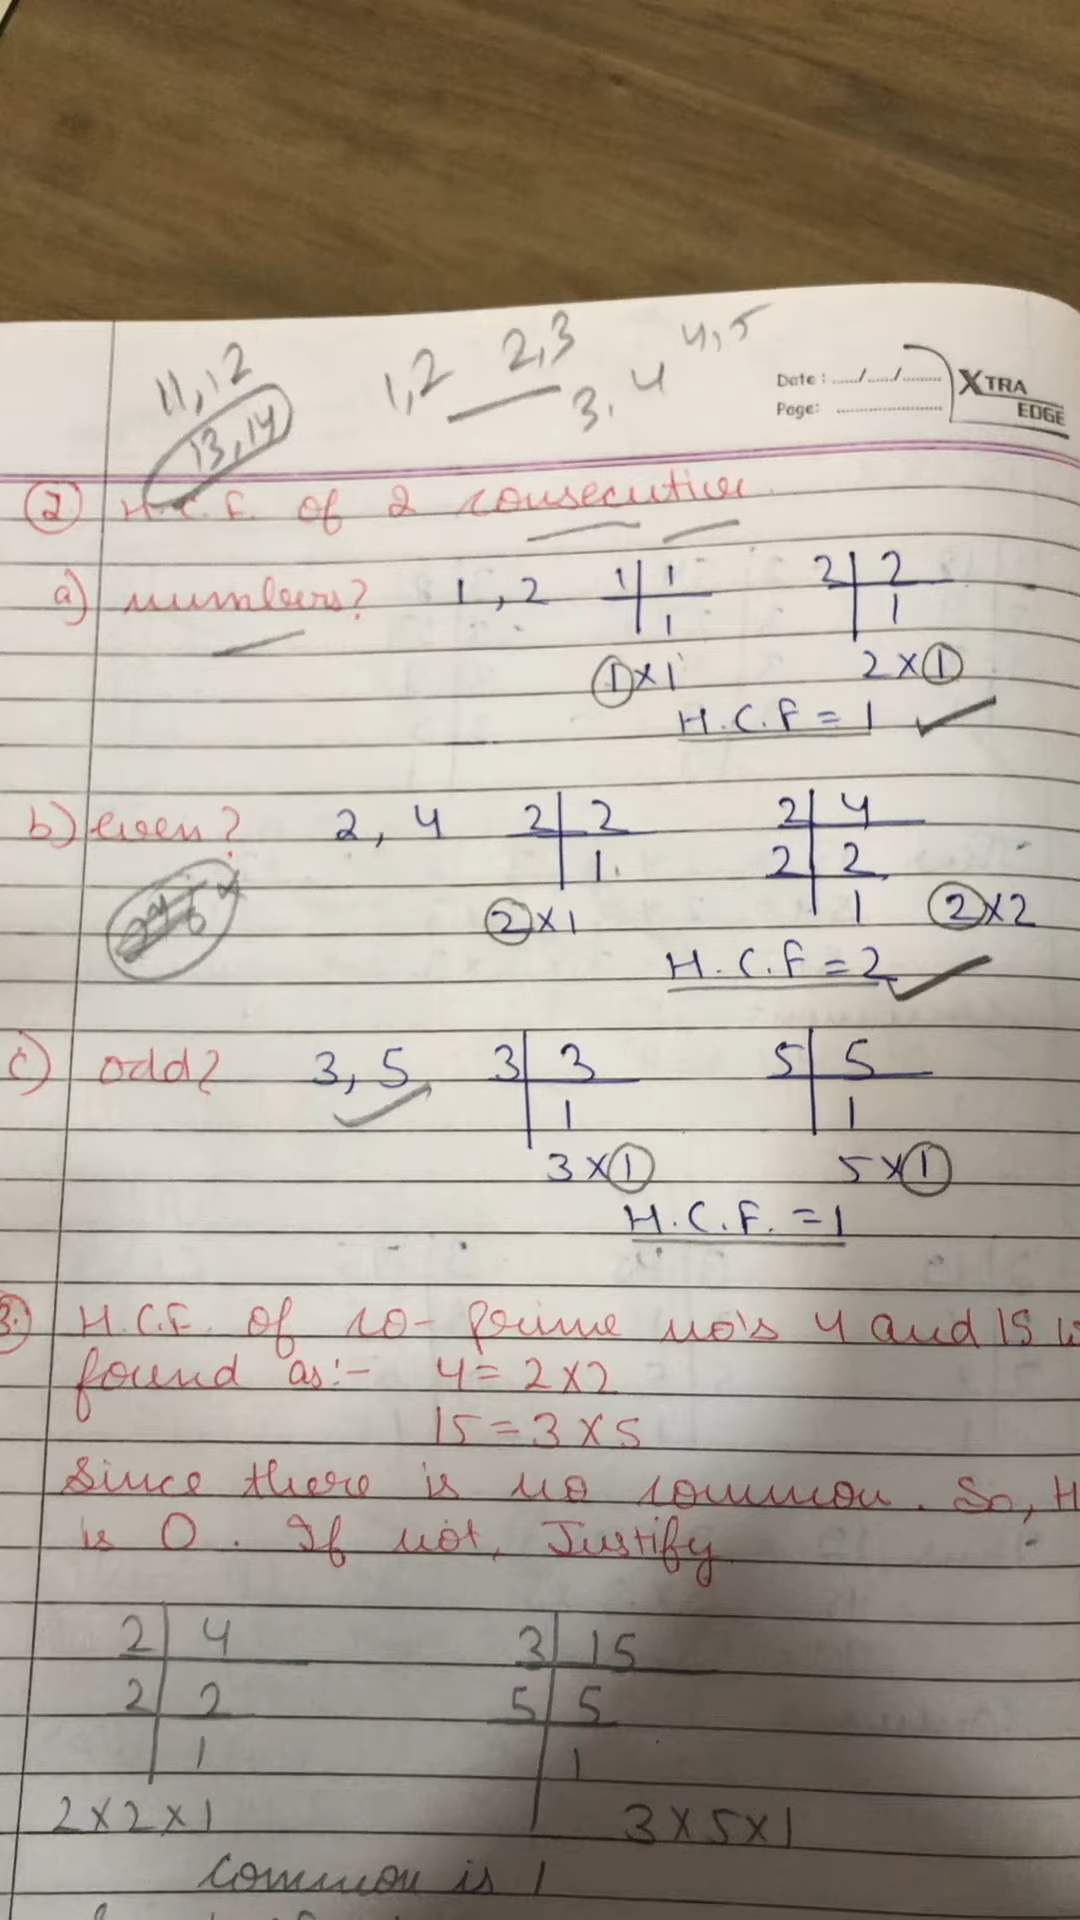 11,12 1,2 2,3 3,4 4,5
13,14
Date : ...../...../.........
Page: ......................
XTRA
EDGE
② H.C.F. of 2 consecutive
a) numbers? 1, 2 1 | 1 2 | 2
1 1
①×1 2×①
H.C.F = 1 ✓
b) even? 2, 4 2 | 2 2 | 4
1. 2 | 2
1
②×1 ②×2
H.C.F = 2 ✓
c) odd? 3, 5 ✓ 3 | 3 5 | 5
1 1
3×① 5×①
H.C.F. = 1
3. H.C.F. of co-prime no's 4 and 15
found as:- 4 = 2×2
15 = 3×5
Since there is no common. So, H
is 0. If not, Justify
2 | 4 3 | 15
2 | 2 5 | 5
1 1
2×2×1 3×5×1
common is 1